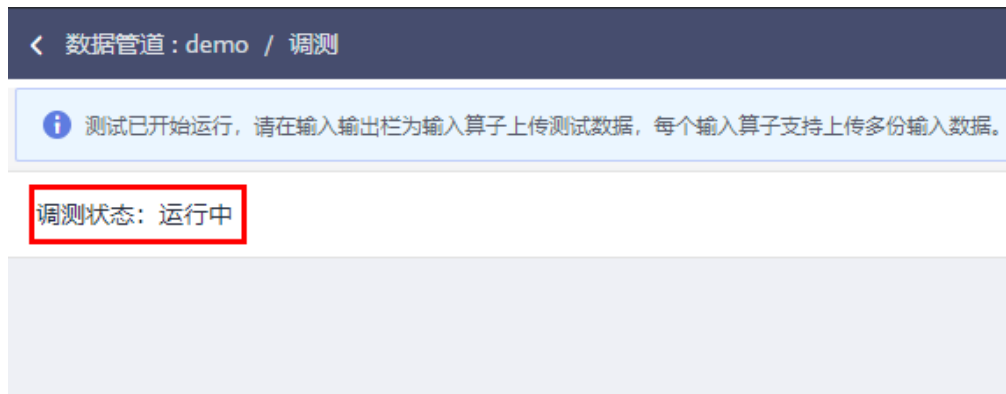 数据管道 : demo / 调测
测试已开始运行，请在输入输出栏为输入算子上传测试数据，每个输入算子支持上传多份输入数据。
调测状态：运行中